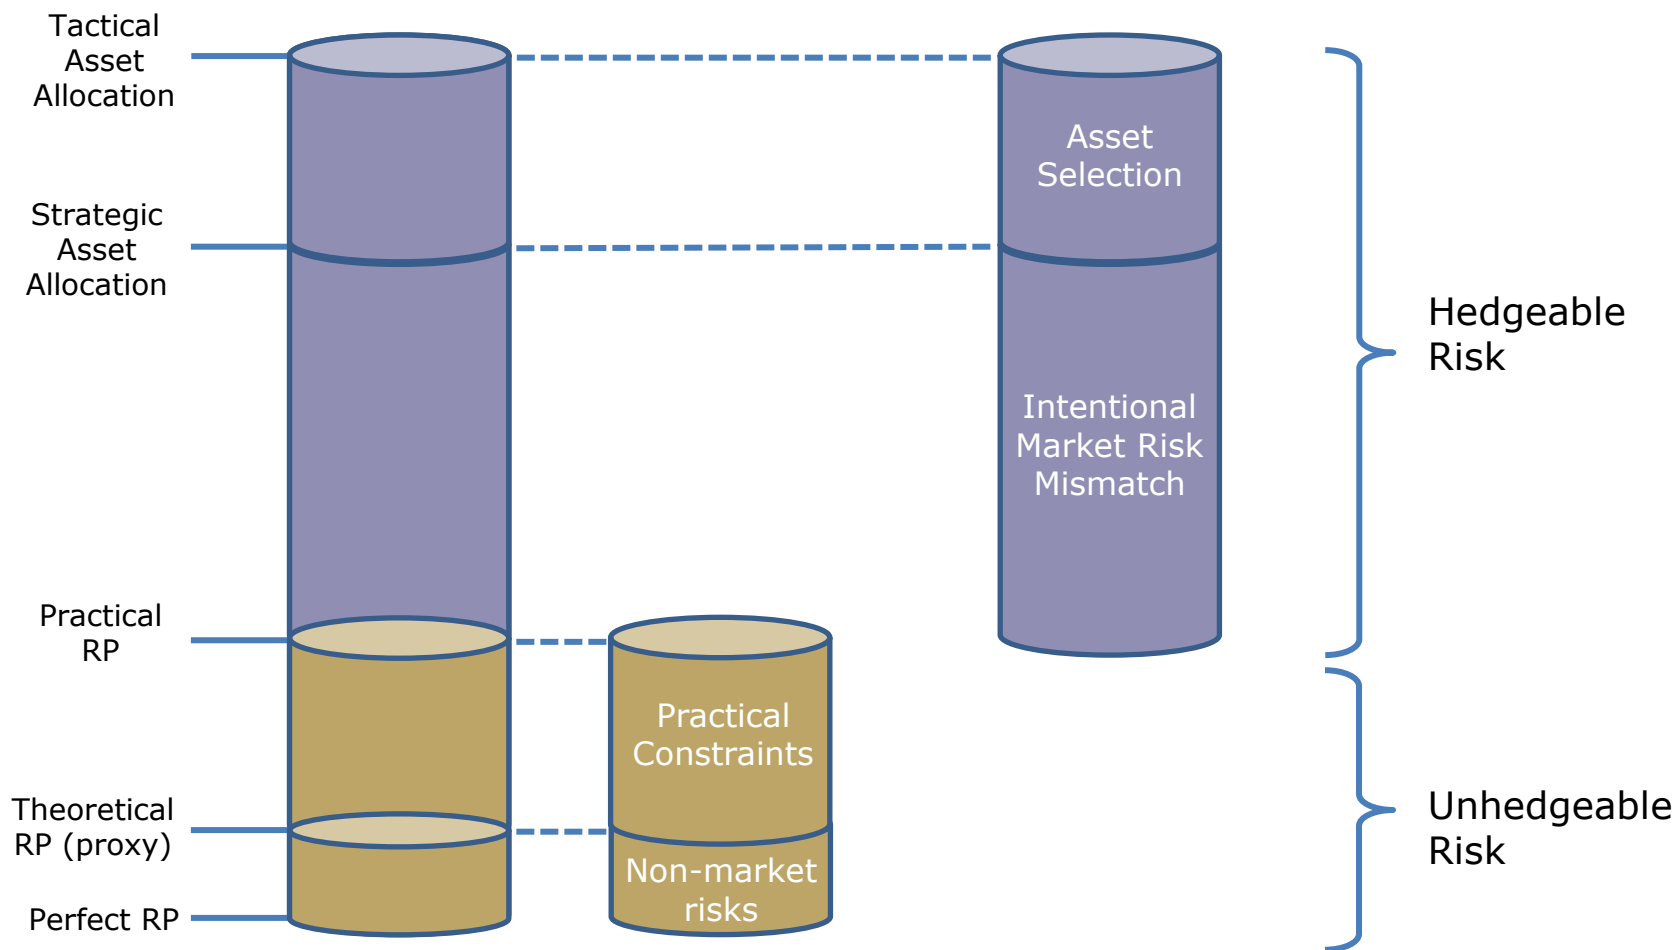 Tactical
Asset
Allocation
Strategic
Asset
Allocation
Practical
RP
Theoretical
RP (proxy)
Perfect RP
Practical
Constraints
Non-market
risks
Asset
Selection
Intentional
Market Risk
Mismatch
Hedgeable
Risk
Unhedgeable
Risk